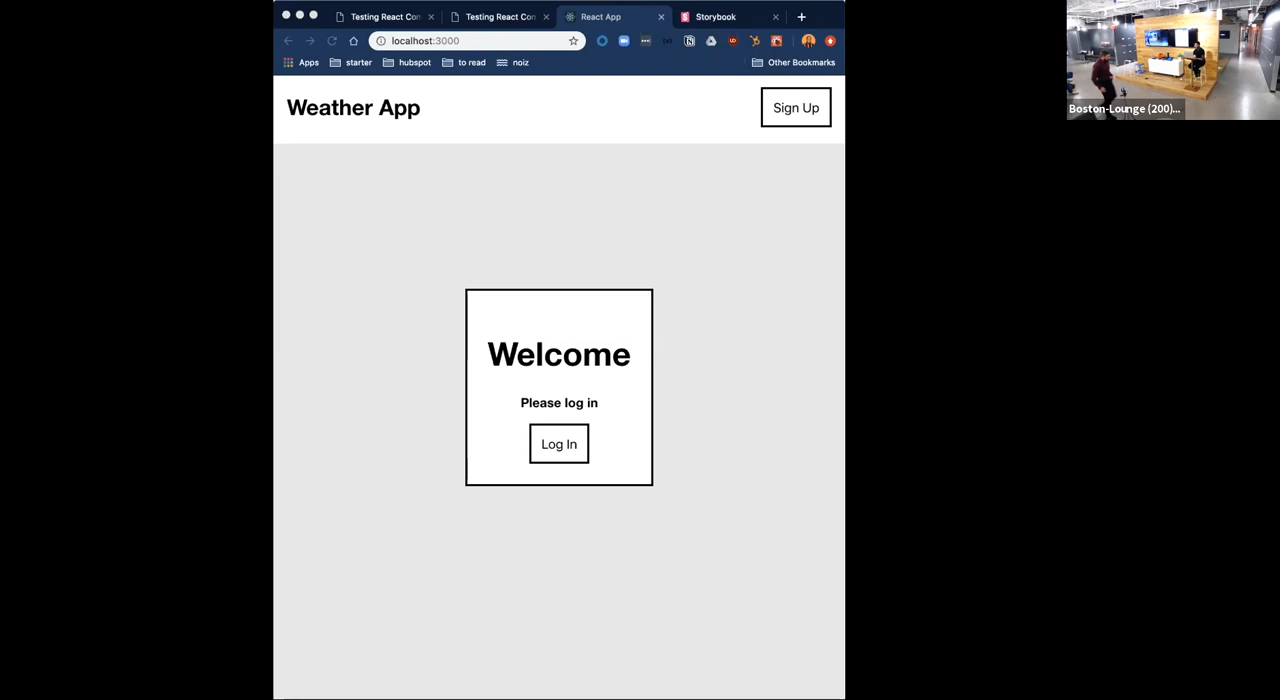 Testing React Con
Testing React Con
React App
Storybook
localhost:3000
Apps
starter
hubspot
to read
noiz
Other Bookmarks
Weather App
Sign Up
Boston-Lounge (200)...
Welcome
Please log in
Log In